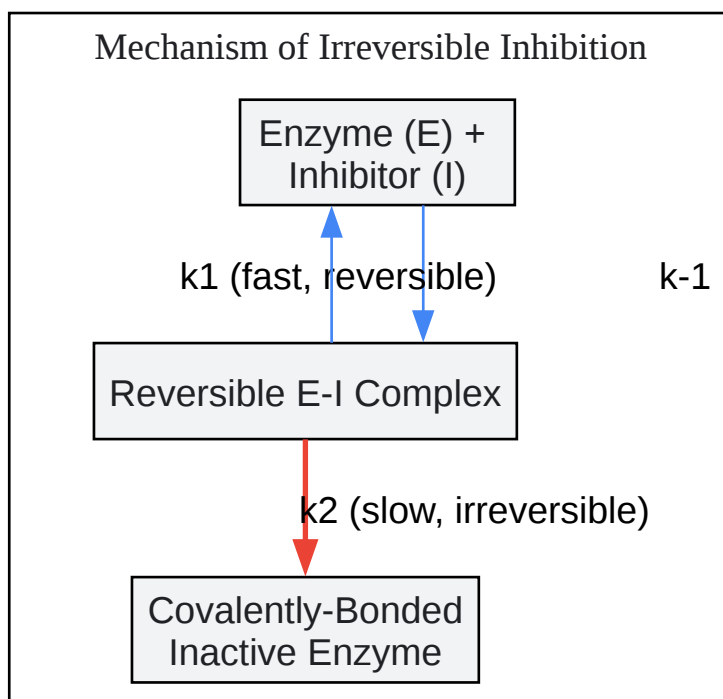 Mechanism of Irreversible Inhibition
Enzyme (E) +
Inhibitor (I)
k1 (fast, reversible)
k-1
Reversible E-I Complex
k2 (slow, irreversible)
Covalently-Bonded
Inactive Enzyme